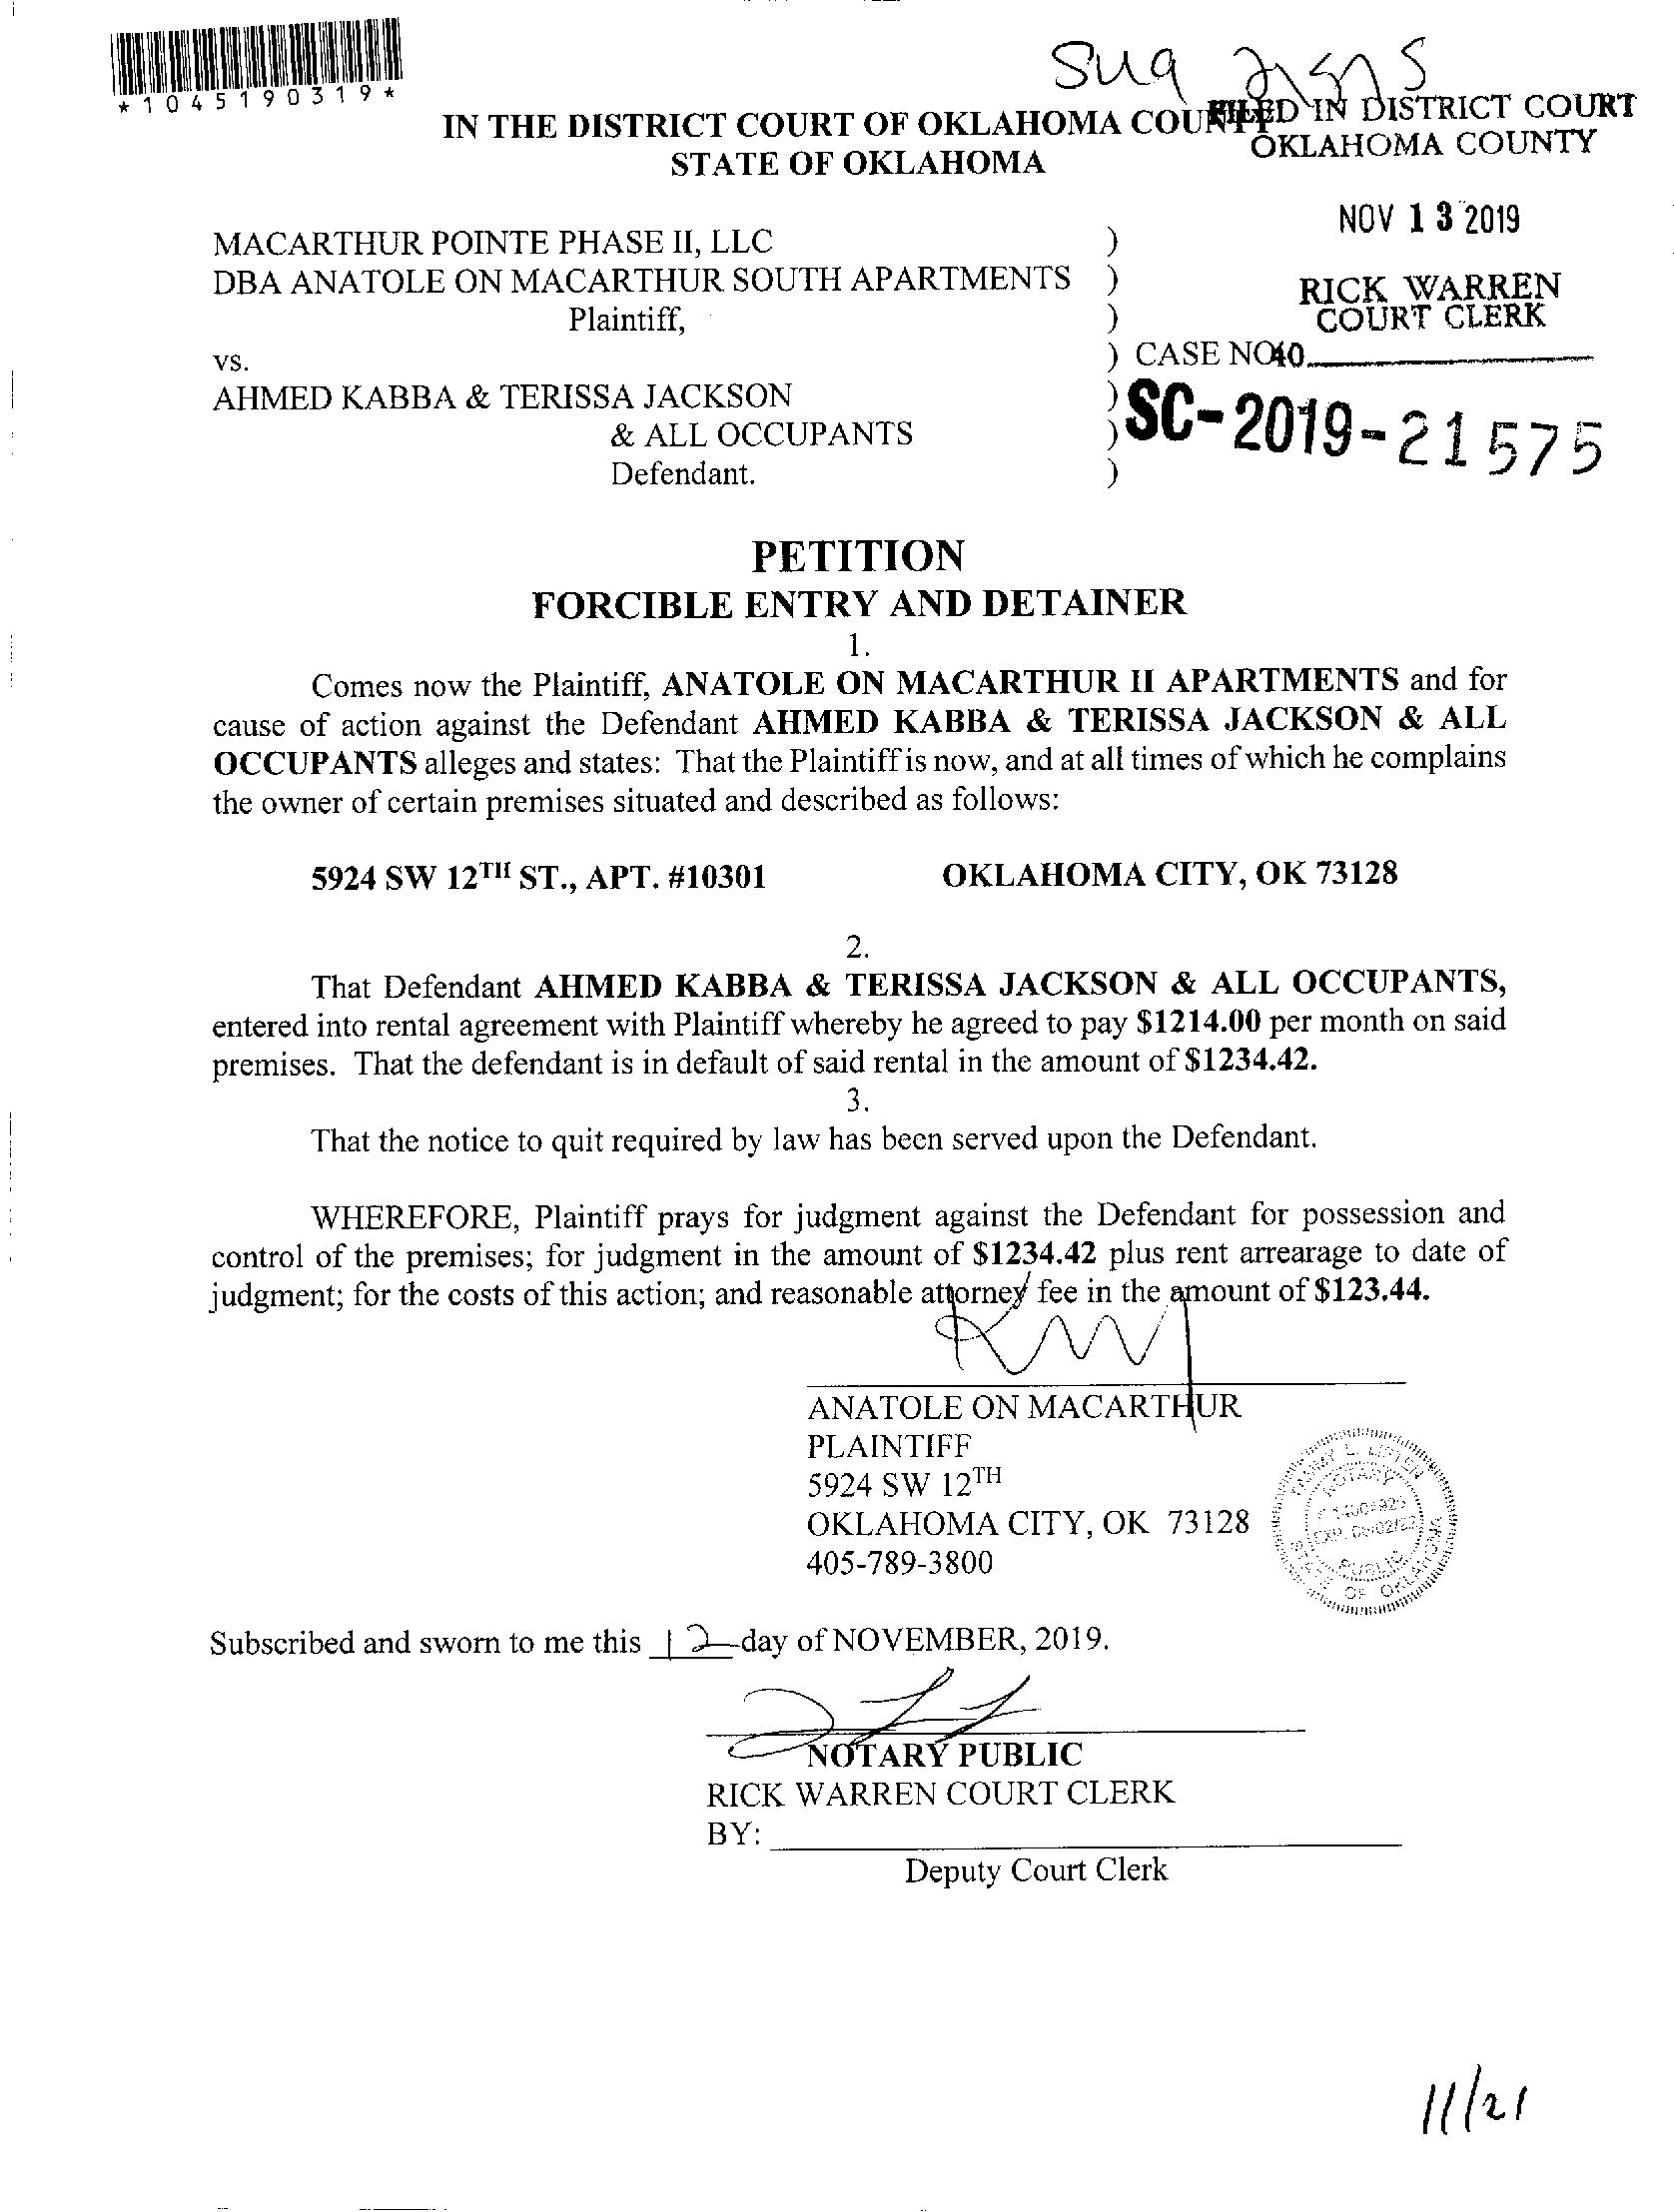 *1045190319*
IN THE DISTRICT COURT OF OKLAHOMA COUNTY
STATE OF OKLAHOMA
FILED IN DISTRICT COURT
OKLAHOMA COUNTY
NOV 13 2019
RICK WARREN
COURT CLERK
40
MACARTHUR POINTE PHASE II, LLC )
DBA ANATOLE ON MACARTHUR SOUTH APARTMENTS )
Plaintiff, )
vs. ) CASE NO.
AHMED KABBA & TERISSA JACKSON ) SC-2019-21575
& ALL OCCUPANTS )
Defendant. )
PETITION
FORCIBLE ENTRY AND DETAINER
1.
Comes now the Plaintiff, ANATOLE ON MACARTHUR II APARTMENTS and for
cause of action against the Defendant AHMED KABBA & TERISSA JACKSON & ALL
OCCUPANTS alleges and states: That the Plaintiff is now, and at all times of which he complains
the owner of certain premises situated and described as follows:
5924 SW 12TH ST., APT. #10301 OKLAHOMA CITY, OK 73128
2.
That Defendant AHMED KABBA & TERISSA JACKSON & ALL OCCUPANTS,
entered into rental agreement with Plaintiff whereby he agreed to pay $1214.00 per month on said
premises. That the defendant is in default of said rental in the amount of $1234.42.
3.
That the notice to quit required by law has been served upon the Defendant.
WHEREFORE, Plaintiff prays for judgment against the Defendant for possession and
control of the premises; for judgment in the amount of $1234.42 plus rent arrearage to date of
judgment; for the costs of this action; and reasonable attorney fee in the amount of $123.44.
ANATOLE ON MACARTHUR
PLAINTIFF
5924 SW 12TH
OKLAHOMA CITY, OK 73128
405-789-3800
NOTARY
PUBLIC
STATE OF OKLAHOMA
Subscribed and sworn to me this 12 day of NOVEMBER, 2019.
NOTARY PUBLIC
RICK WARREN COURT CLERK
BY:
Deputy Court Clerk
11/21